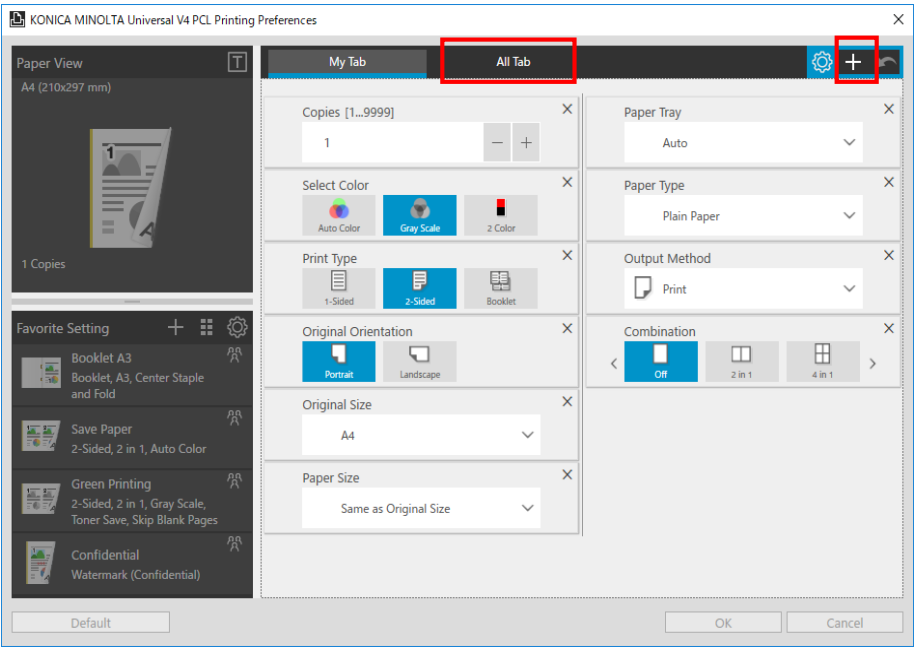 KONICA MINOLTA Universal V4 PCL Printing Preferences
Paper View
T
A4 (210x297 mm)
1
1 Copies
Favorite Setting
Booklet A3
Booklet, A3, Center Staple
and Fold
Save Paper
2-Sided, 2 in 1, Auto Color
Green Printing
2-Sided, 2 in 1, Gray Scale,
Toner Save, Skip Blank Pages
Confidential
Watermark (Confidential)
Default
My Tab
All Tab
Copies [1...9999]
1
Select Color
Auto Color
Gray Scale
2 Color
Print Type
1-Sided
2-Sided
Booklet
Original Orientation
Portrait
Landscape
Original Size
A4
Paper Size
Same as Original Size
Paper Tray
Auto
Paper Type
Plain Paper
Output Method
Print
Combination
Off
2 in 1
4 in 1
OK
Cancel